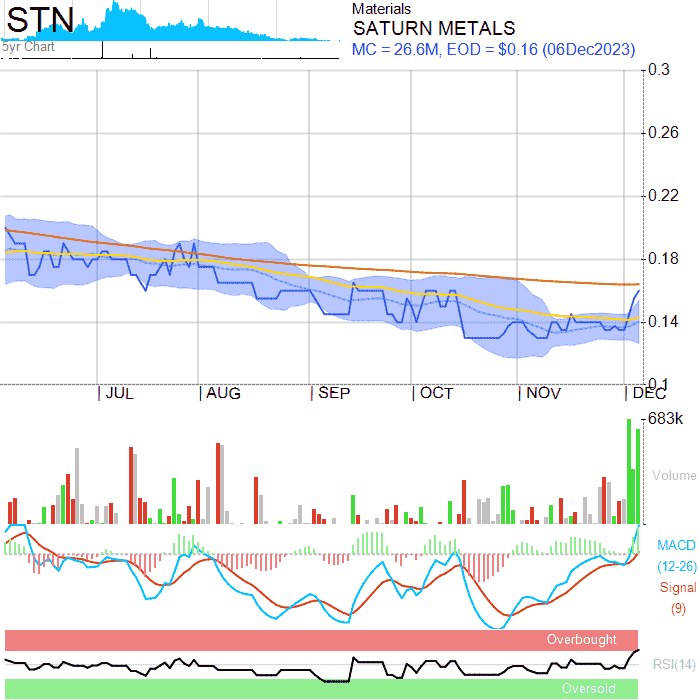 STN
5yr Chart
Materials
SATURN METALS
MC = 26.6M, EOD = $0.16 (06Dec2023)
0.3
0.26
0.22
0.18
0.14
0.1
JUL AUG SEP OCT NOV DEC
683k
Volume
MACD
(12-26)
Signal
(9)
Overbought
RSI(14)
Oversold